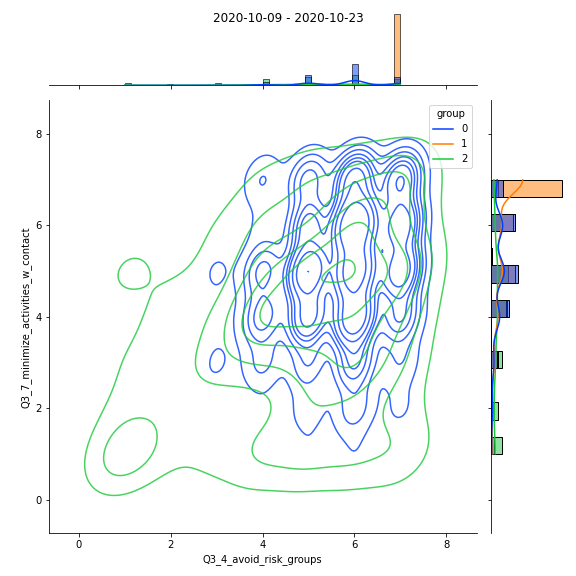 2020-10-09 - 2020-10-23
group
0
1
2
8
6
4
2
0
Q3_7_minimize_activities_w_contact
0 2 4 6 8
Q3_4_avoid_risk_groups